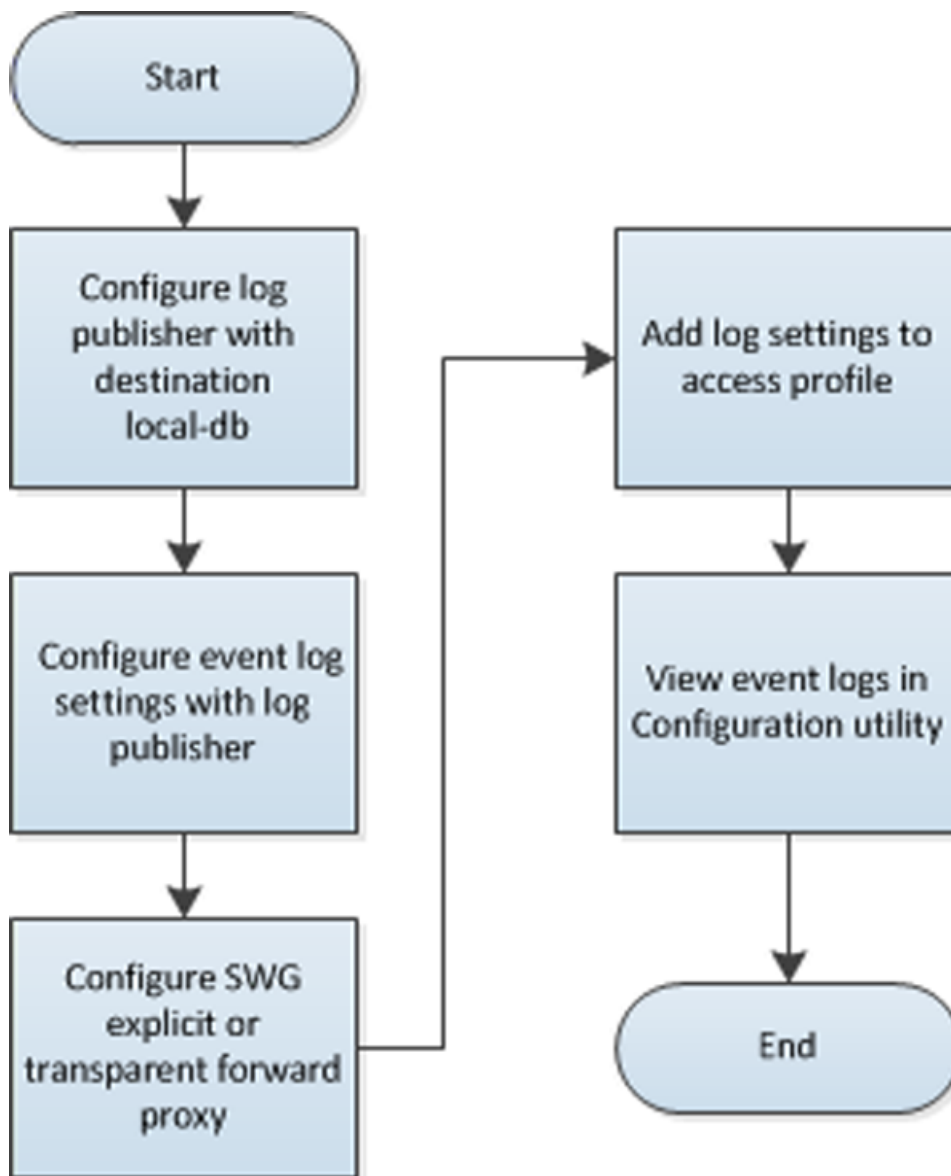 Start
Configure log
publisher with
destination
local-db
Configure event log
settings with log
publisher
Configure SWG
explicit or
transparent forward
proxy
Add log settings to
access profile
View event logs in
Configuration utility
End